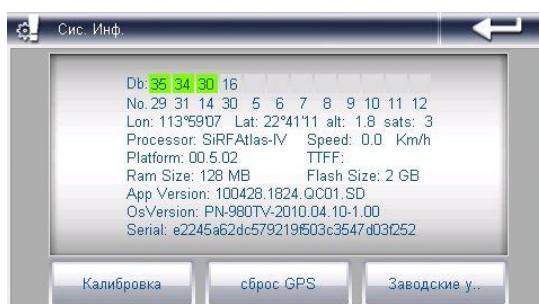 Сис. Инф.
Db: 35 34 30 16
No. 29 31 14 30 5 6 7 8 9 10 11 12
Lon: 113°59'07 Lat: 22°41'11 alt: 1.8 sats: 3
Processor: SiRFAtlas-IV Speed: 0.0 Km/h
Platform: 00.5.02 TTFF:
Ram Size: 128 MB Flash Size: 2 GB
App Version: 100428.1824.QC01.SD
OsVersion: PN-980TV-2010.04.10-1.00
Serial: e2245a62dc579219f503c3547d03f252
Калибровка сброс GPS Заводские у..